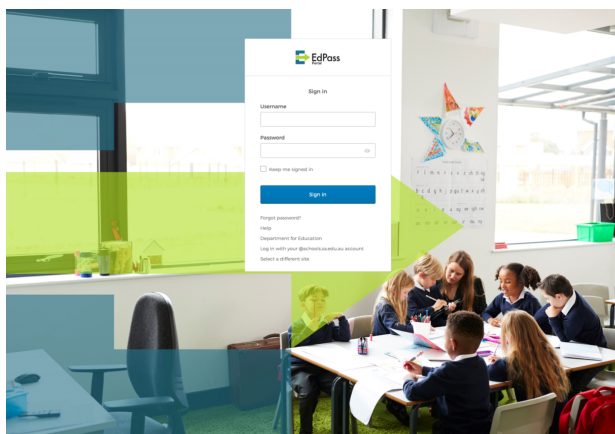 EdPass
Portal
Sign in
Username
Password
Keep me signed in
Sign in
Forgot password?
Help
Department for Education
Log in with your @schools.sa.edu.au account
Select a different site